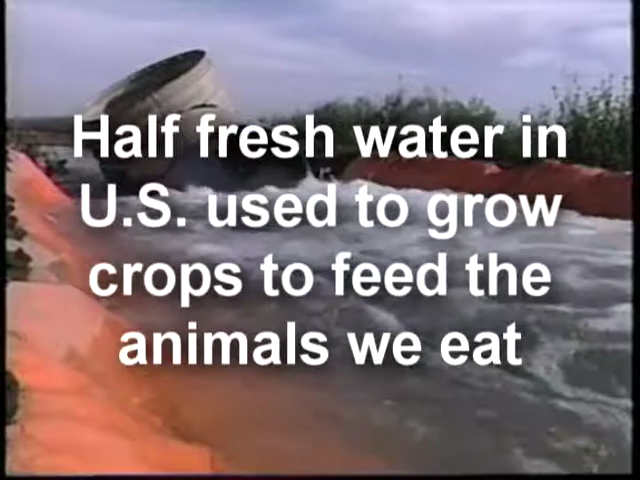 Half fresh water in
U.S. used to grow
crops to feed the
animals we eat